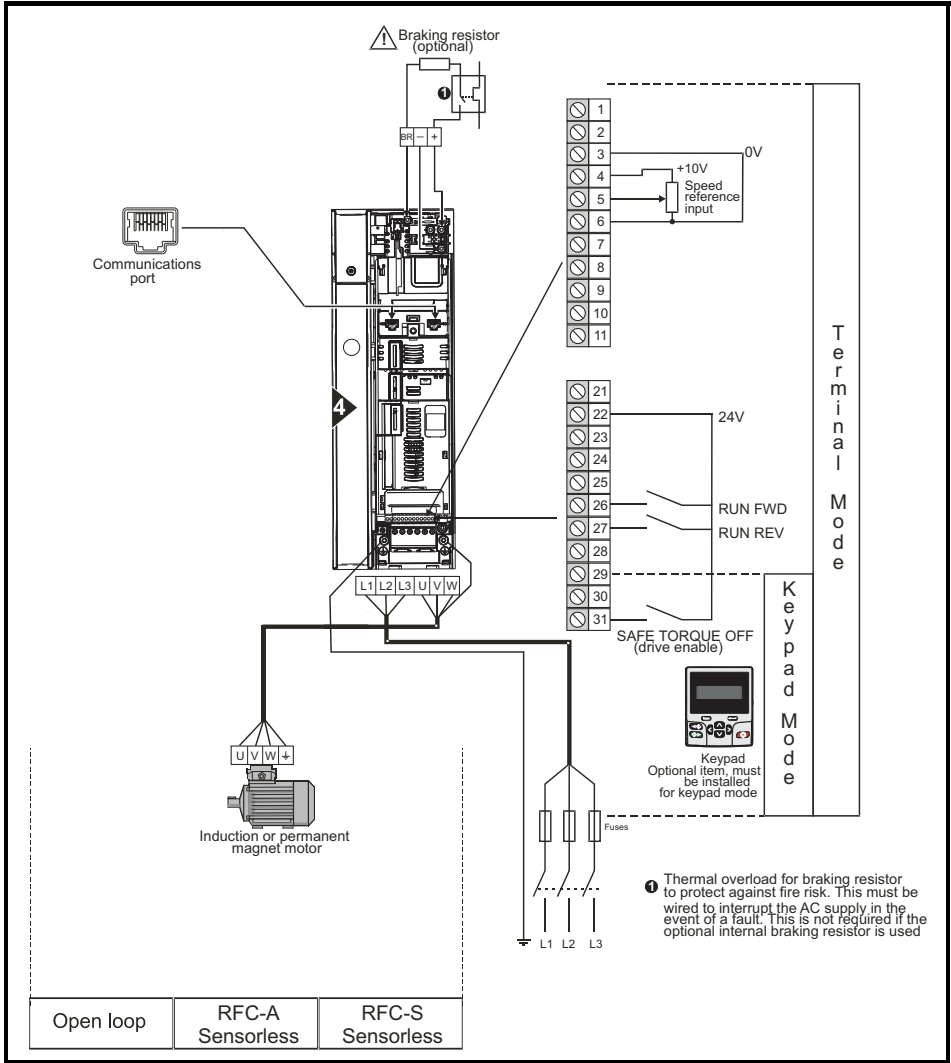 Braking resistor
(optional)
1
BR – +
1
2
3
4
5
6
7
8
9
10
11
0V
+10V
Speed
reference
input
Communications
port
4
21
22
23
24
25
26
27
28
29
30
31
24V
RUN FWD
RUN REV
SAFE TORQUE OFF
(drive enable)
Terminal Mode
Keypad Mode
L1 L2 L3 U V W
Keypad
Optional item, must
be installed
for keypad mode
U V W
Induction or permanent
magnet motor
Fuses
L1 L2 L3
1 Thermal overload for braking resistor
to protect against fire risk. This must be
wired to interrupt the AC supply in the
event of a fault. This is not required if the
optional internal braking resistor is used
Open loop
RFC-A
Sensorless
RFC-S
Sensorless